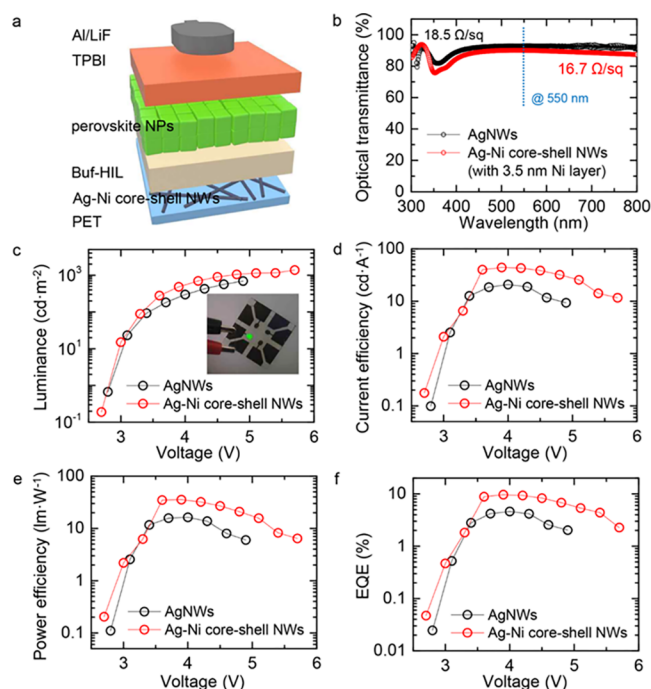 a
Al/LiF
TPBI
perovskite NPs
Buf-HIL
Ag-Ni core-shell NWs
PET
b
Optical transmittance (%)
100
80
60
40
20
0
18.5 Ω/sq
16.7 Ω/sq
@ 550 nm
AgNWs
Ag-Ni core-shell NWs
(with 3.5 nm Ni layer)
300 400 500 600 700 800
Wavelength (nm)
c
Luminance (cd·m⁻²)
10³
10¹
10⁻¹
AgNWs
Ag-Ni core-shell NWs
3 4 5 6
Voltage (V)
d
Current efficiency (cd·A⁻¹)
100
10
1
0.1
AgNWs
Ag-Ni core-shell NWs
3 4 5 6
Voltage (V)
e
Power efficiency (lm·W⁻¹)
100
10
1
0.1
AgNWs
Ag-Ni core-shell NWs
3 4 5 6
Voltage (V)
f
EQE (%)
10
1
0.1
0.01
AgNWs
Ag-Ni core-shell NWs
3 4 5 6
Voltage (V)